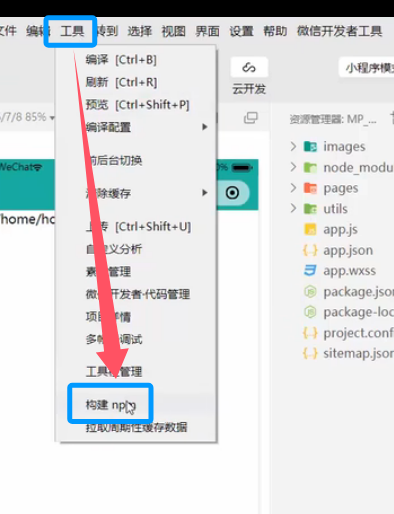 文件 编辑 工具 转到 选择 视图 界面 设置 帮助 微信开发者工具
编译 [Ctrl+B]
刷新 [Ctrl+R]
预览 [Ctrl+Shift+P]
编译配置
前后台切换
清除缓存
上传 [Ctrl+Shift+U]
自定义分析
素材管理
微信开发者·代码管理
项目详情
多帐号调试
工具栏管理
构建 npm
拉取周期性缓存数据
云开发
小程序模
/7/8 85%
WeChat
0%
/home/ho
资源管理器: MP_...
images
node_modu
pages
utils
app.js
app.json
app.wxss
package.json
package-loc
project.conf
sitemap.json